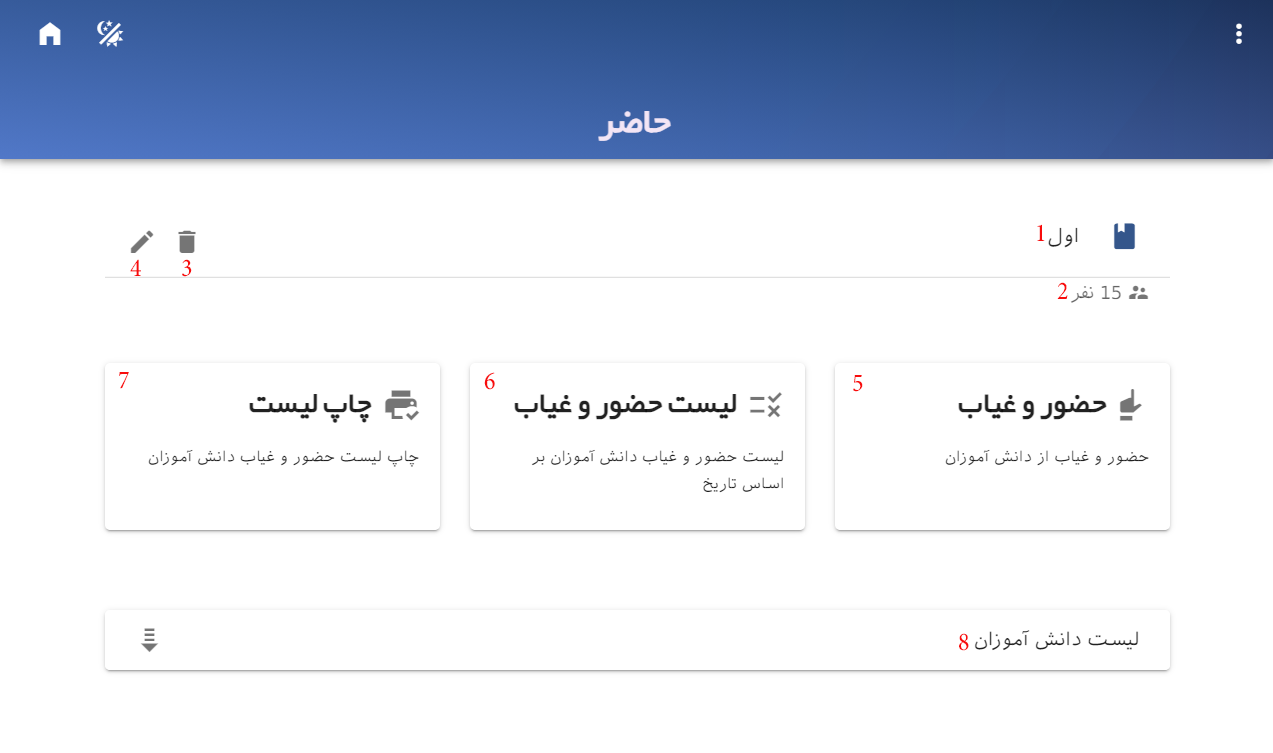 حاضر
اول 1
3 4
15 نفر 2
5
حضور و غیاب
حضور و غیاب از دانش آموزان
6
لیست حضور و غیاب
لیست حضور و غیاب دانش آموزان بر
اساس تاریخ
7
چاپ لیست
چاپ لیست حضور و غیاب دانش آموزان
لیست دانش آموزان 8